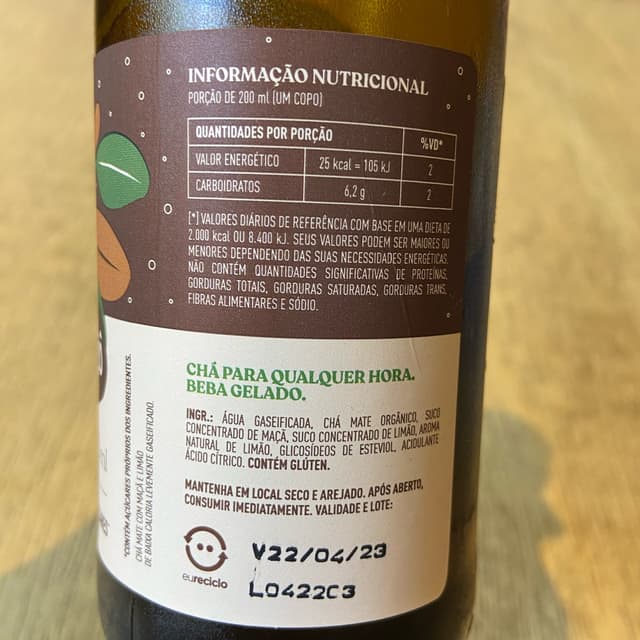 INFORMAÇÃO NUTRICIONAL
PORÇÃO DE 200 ml (UM COPO)
QUANTIDADES POR PORÇÃO %VD*
VALOR ENERGÉTICO 25 kcal = 105 kJ 2
CARBOIDRATOS 6,2 g 2
[*] VALORES DIÁRIOS DE REFERÊNCIA COM BASE EM UMA DIETA DE
2.000 kcal OU 8.400 kJ. SEUS VALORES PODEM SER MAIORES OU
MENORES DEPENDENDO DAS SUAS NECESSIDADES ENERGÉTICAS.
NÃO CONTÉM QUANTIDADES SIGNIFICATIVAS DE PROTEÍNAS,
GORDURAS TOTAIS, GORDURAS SATURADAS, GORDURAS TRANS,
FIBRAS ALIMENTARES E SÓDIO.
CHÁ PARA QUALQUER HORA.
BEBA GELADO.
INGR.: ÁGUA GASEIFICADA, CHÁ MATE ORGÂNICO, SUCO
CONCENTRADO DE MAÇÃ, SUCO CONCENTRADO DE LIMÃO, AROMA
NATURAL DE LIMÃO, GLICOSÍDEOS DE ESTEVIOL, ACIDULANTE
ÁCIDO CÍTRICO. CONTÉM GLÚTEN.
MANTENHA EM LOCAL SECO E AREJADO. APÓS ABERTO,
CONSUMIR IMEDIATAMENTE. VALIDADE E LOTE:
V22/04/23
L0422C3
eureciclo
*CONTÉM AÇÚCARES PRÓPRIOS DOS INGREDIENTES.
CHÁ MATE COM MAÇÃ E LIMÃO
DE BAIXA CALORIA LEVEMENTE GASEIFICADO.
ml